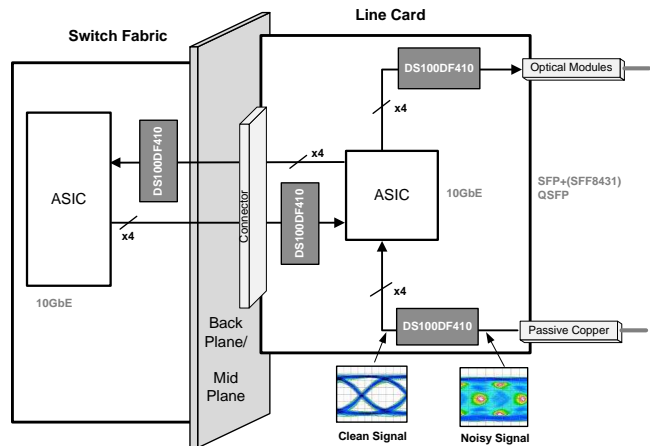 Switch Fabric
Line Card
DS100DF410
Optical Modules
x4
DS100DF410
x4
ASIC
x4
10GbE
Connector
DS100DF410
ASIC
10GbE
SFP+(SFF8431)
QSFP
x4
DS100DF410
Passive Copper
Back
Plane/
Mid
Plane
Clean Signal
Noisy Signal